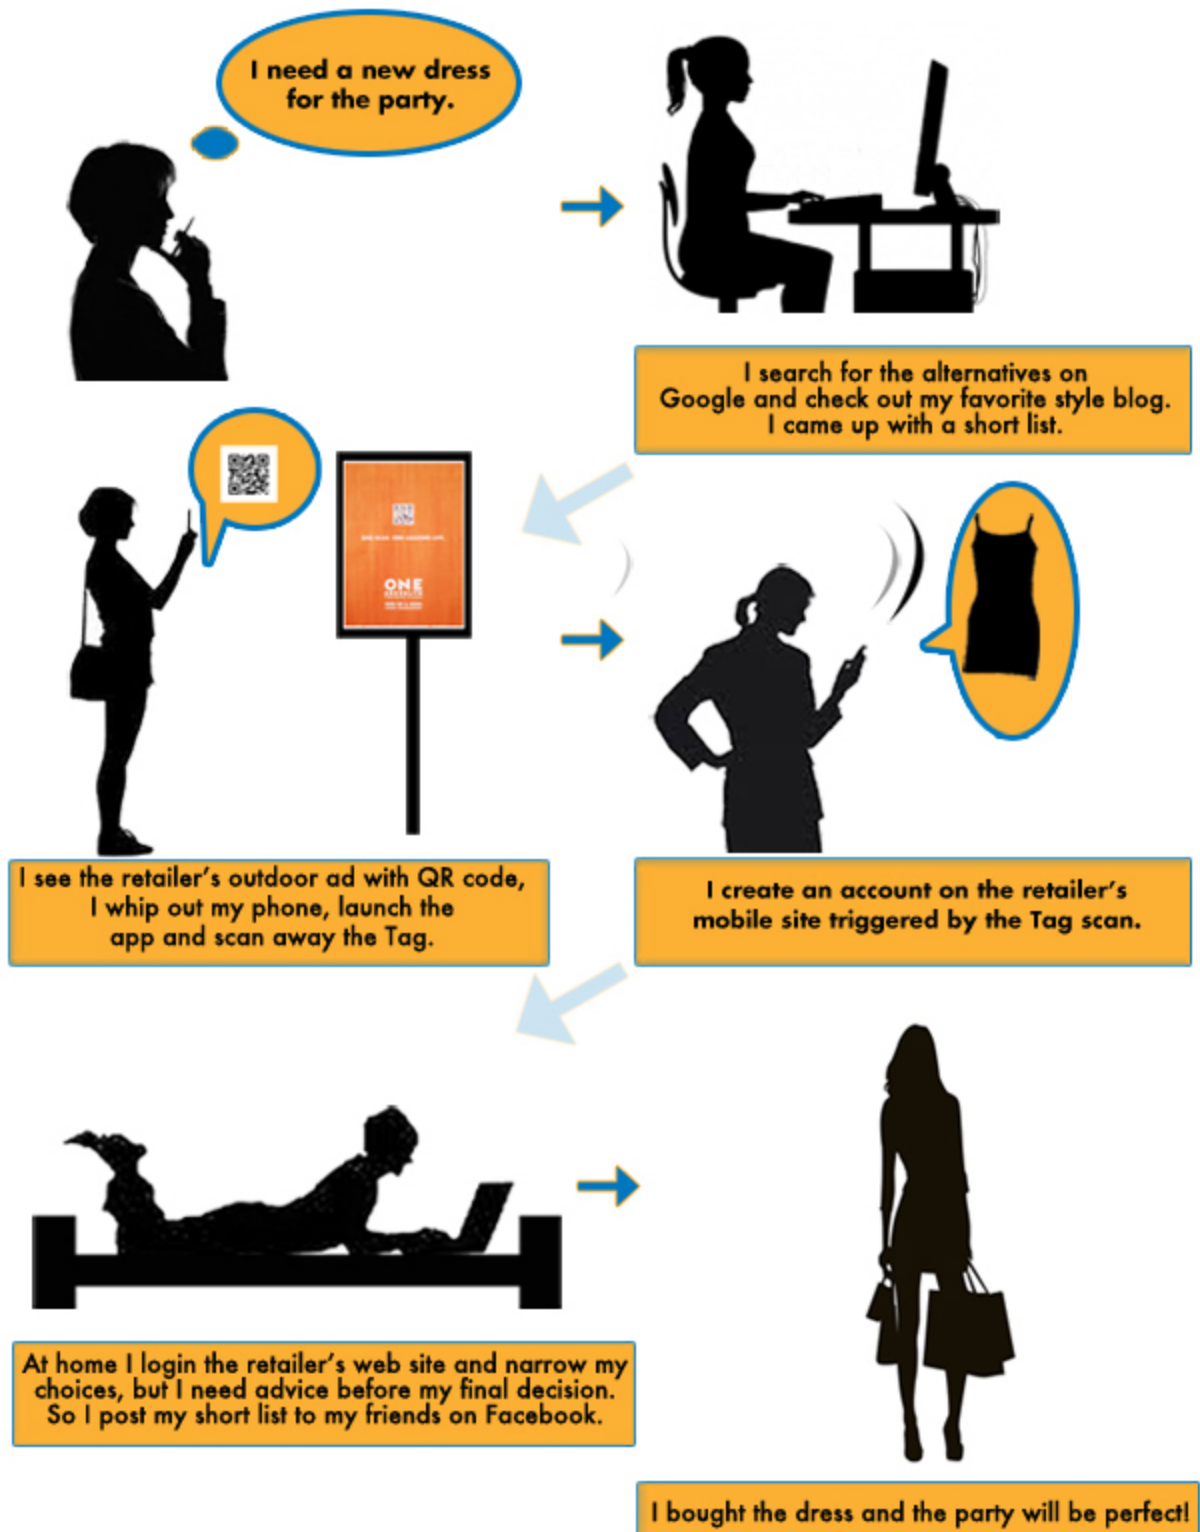 I need a new dress
for the party.
I search for the alternatives on
Google and check out my favorite style blog.
I came up with a short list.
ONE
I see the retailer's outdoor ad with QR code,
I whip out my phone, launch the
app and scan away the Tag.
I create an account on the retailer's
mobile site triggered by the Tag scan.
At home I login the retailer's web site and narrow my
choices, but I need advice before my final decision.
So I post my short list to my friends on Facebook.
I bought the dress and the party will be perfect!